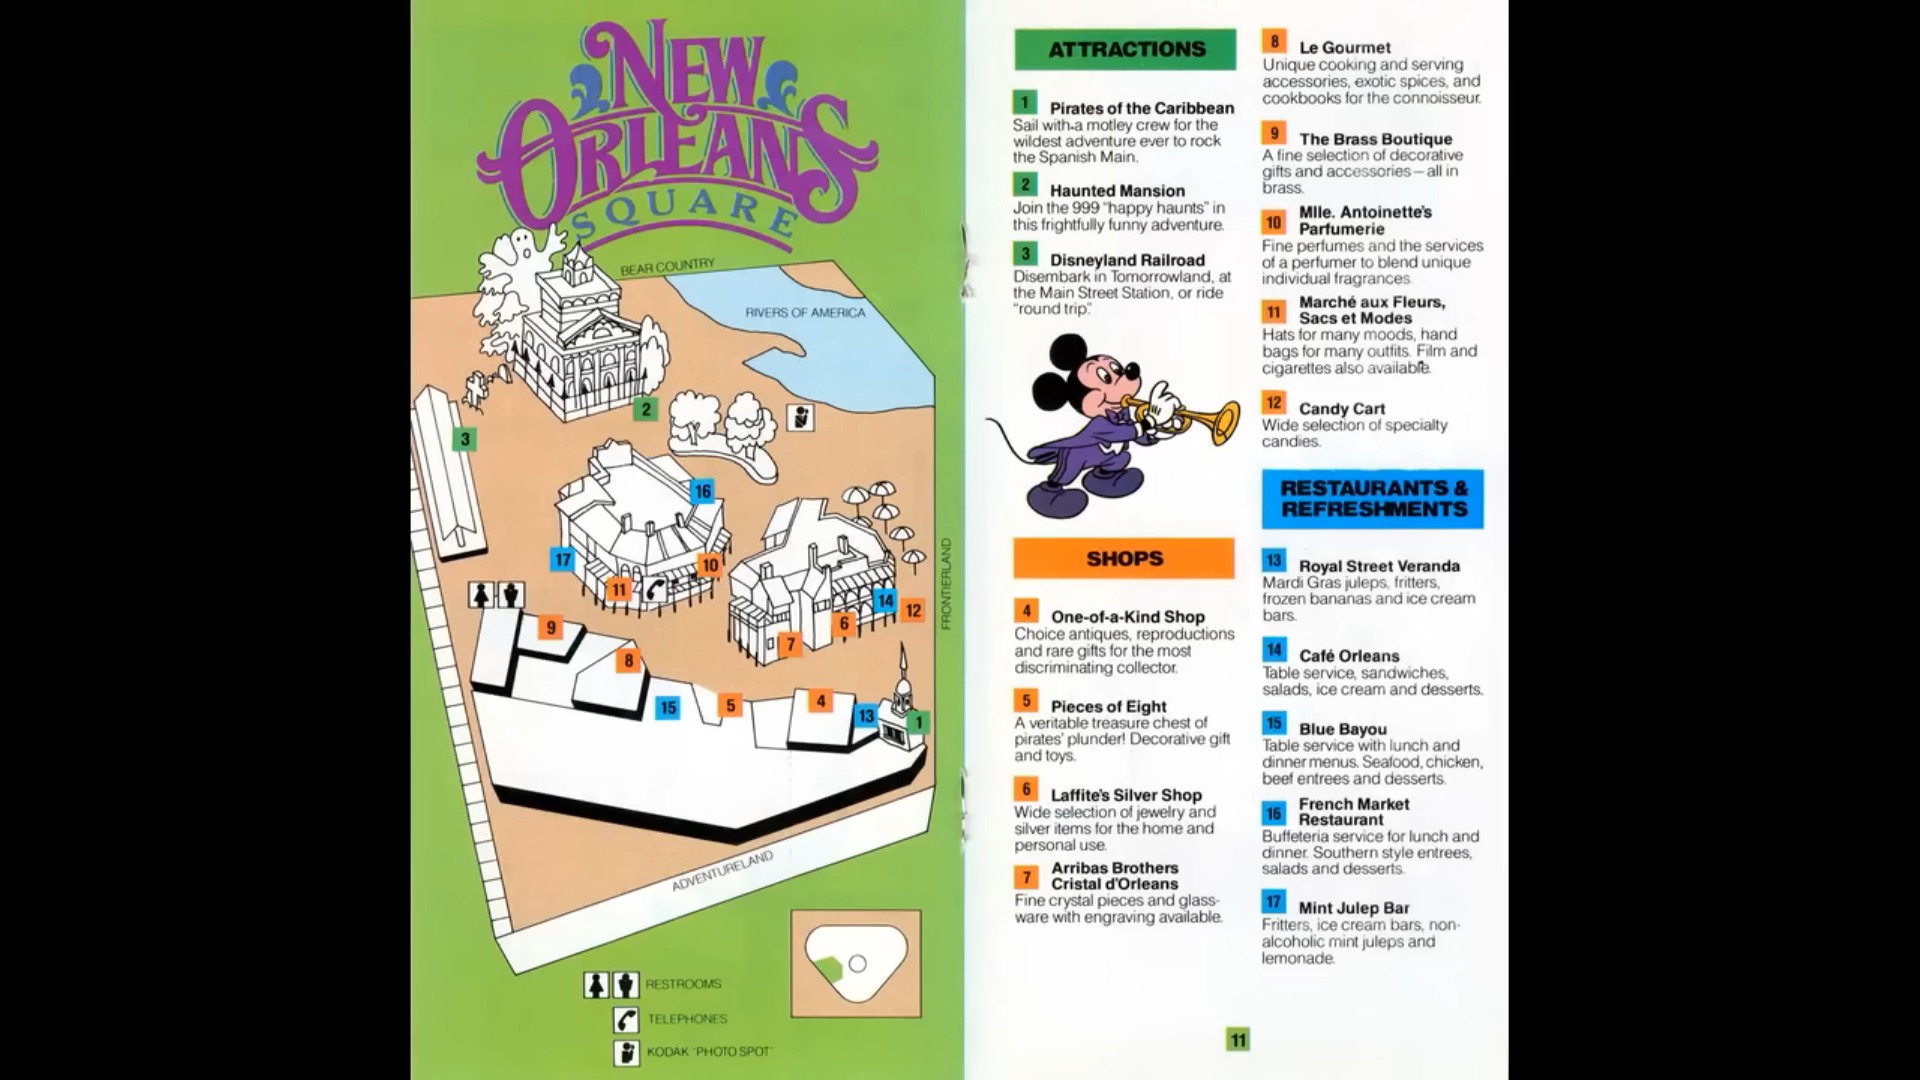 NEW
ORLEANS
SQUARE
BEAR COUNTRY
RIVERS OF AMERICA
2
3
16
17
10
11
14
12
6
7
9
8
15
5
4
13
1
FRONTIERLAND
ADVENTURELAND
RESTROOMS
TELEPHONES
KODAK "PHOTO SPOT"
ATTRACTIONS
1 Pirates of the Caribbean
Sail with a motley crew for the
wildest adventure ever to rock
the Spanish Main.
2 Haunted Mansion
Join the 999 "happy haunts" in
this frightfully funny adventure.
3 Disneyland Railroad
Disembark in Tomorrowland, at
the Main Street Station, or ride
"round trip."
SHOPS
4 One-of-a-Kind Shop
Choice antiques, reproductions
and rare gifts for the most
discriminating collector.
5 Pieces of Eight
A veritable treasure chest of
pirates' plunder! Decorative gift
and toys.
6 Laffite's Silver Shop
Wide selection of jewelry and
silver items for the home and
personal use.
7 Arribas Brothers
Cristal d'Orleans
Fine crystal pieces and glass-
ware with engraving available.
8 Le Gourmet
Unique cooking and serving
accessories, exotic spices, and
cookbooks for the connoisseur.
9 The Brass Boutique
A fine selection of decorative
gifts and accessories—all in
brass.
10 Mlle. Antoinette's
Parfumerie
Fine perfumes and the services
of a perfumer to blend unique
individual fragrances.
11 Marché aux Fleurs,
Sacs et Modes
Hats for many moods, hand
bags for many outfits. Film and
cigarettes also available.
12 Candy Cart
Wide selection of specialty
candies.
RESTAURANTS &
REFRESHMENTS
13 Royal Street Veranda
Mardi Gras juleps, fritters,
frozen bananas and ice cream
bars.
14 Café Orleans
Table service, sandwiches,
salads, ice cream and desserts.
15 Blue Bayou
Table service with lunch and
dinner menus. Seafood, chicken,
beef entrees and desserts.
16 French Market
Restaurant
Buffeteria service for lunch and
dinner. Southern style entrees,
salads and desserts.
17 Mint Julep Bar
Fritters, ice cream bars, non-
alcoholic mint juleps and
lemonade.
11